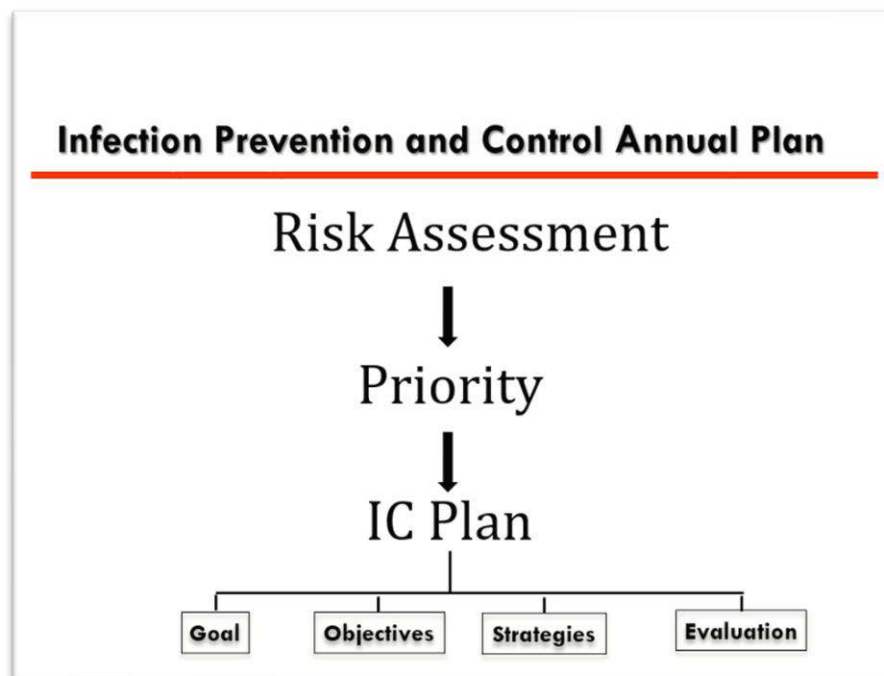 Infection Prevention and Control Annual Plan
Risk Assessment
Priority
IC Plan
Goal
Objectives
Strategies
Evaluation